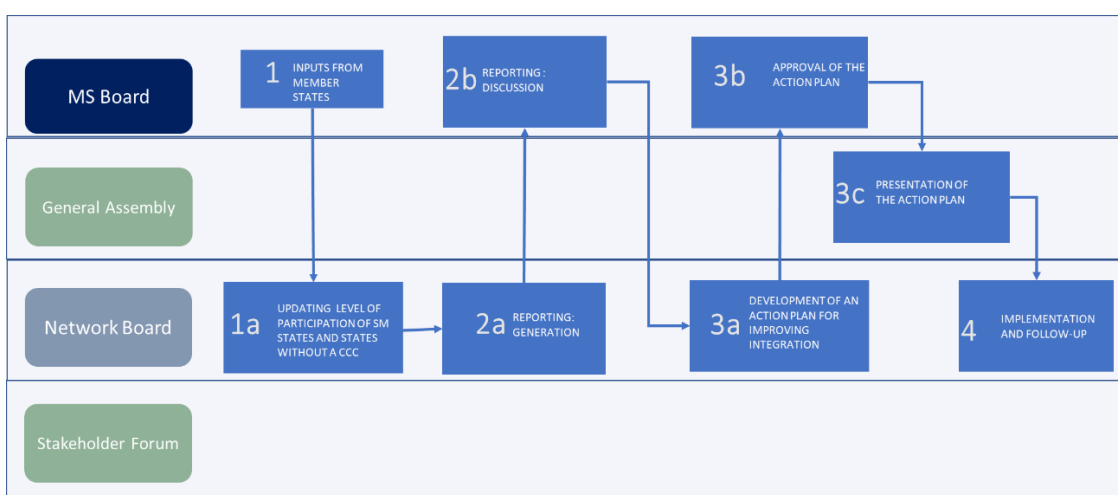 MS Board
1
INPUTS FROM
MEMBER
STATES
2b
REPORTING :
DISCUSSION
3b
APPROVAL OF THE
ACTION PLAN
General Assembly
3c
PRESENTATION OF
THE ACTION PLAN
Network Board
1a
UPDATING LEVEL OF
PARTICIPATION OF SM
STATES AND STATES
WITHOUT A CCC
2a
REPORTING:
GENERATION
3a
DEVELOPMENT OF AN
ACTION PLAN FOR
IMPROVING
INTEGRATION
4
IMPLEMENTATION
AND FOLLOW-UP
Stakeholder Forum